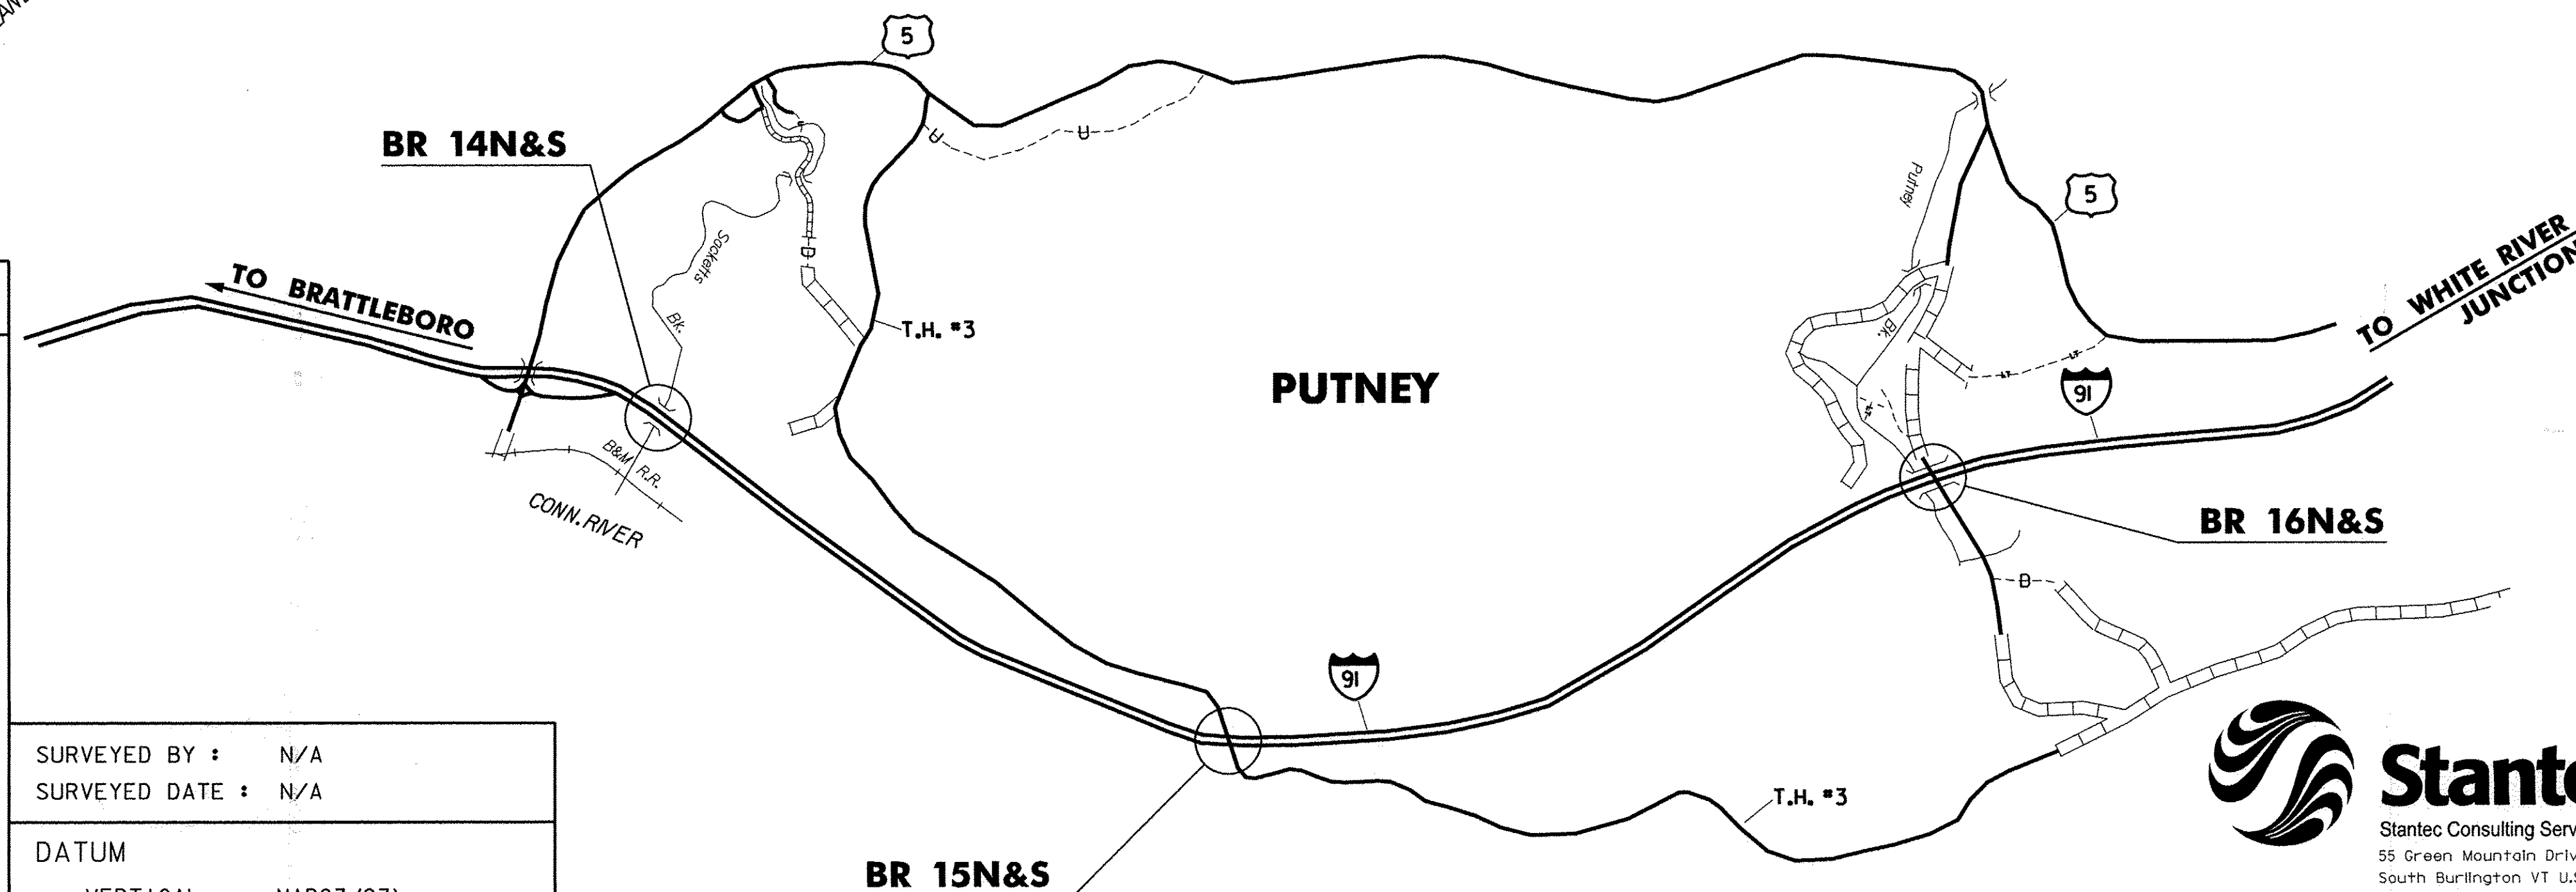 5
BR 14N&S
Putney
5
Sacketts
Bk.
TO BRATTLEBORO
TO WHITE RIVER
JUNCTION
T.H. #3
Bk.
LT
LT
91
PUTNEY
B&M R.R.
CONN. RIVER
BR 16N&S
91
SURVEYED BY : N/A
SURVEYED DATE : N/A
DATUM
T.H. #3
BR 15N&S
Stantec Consulting
55 Green Mountain
South Burlington VT